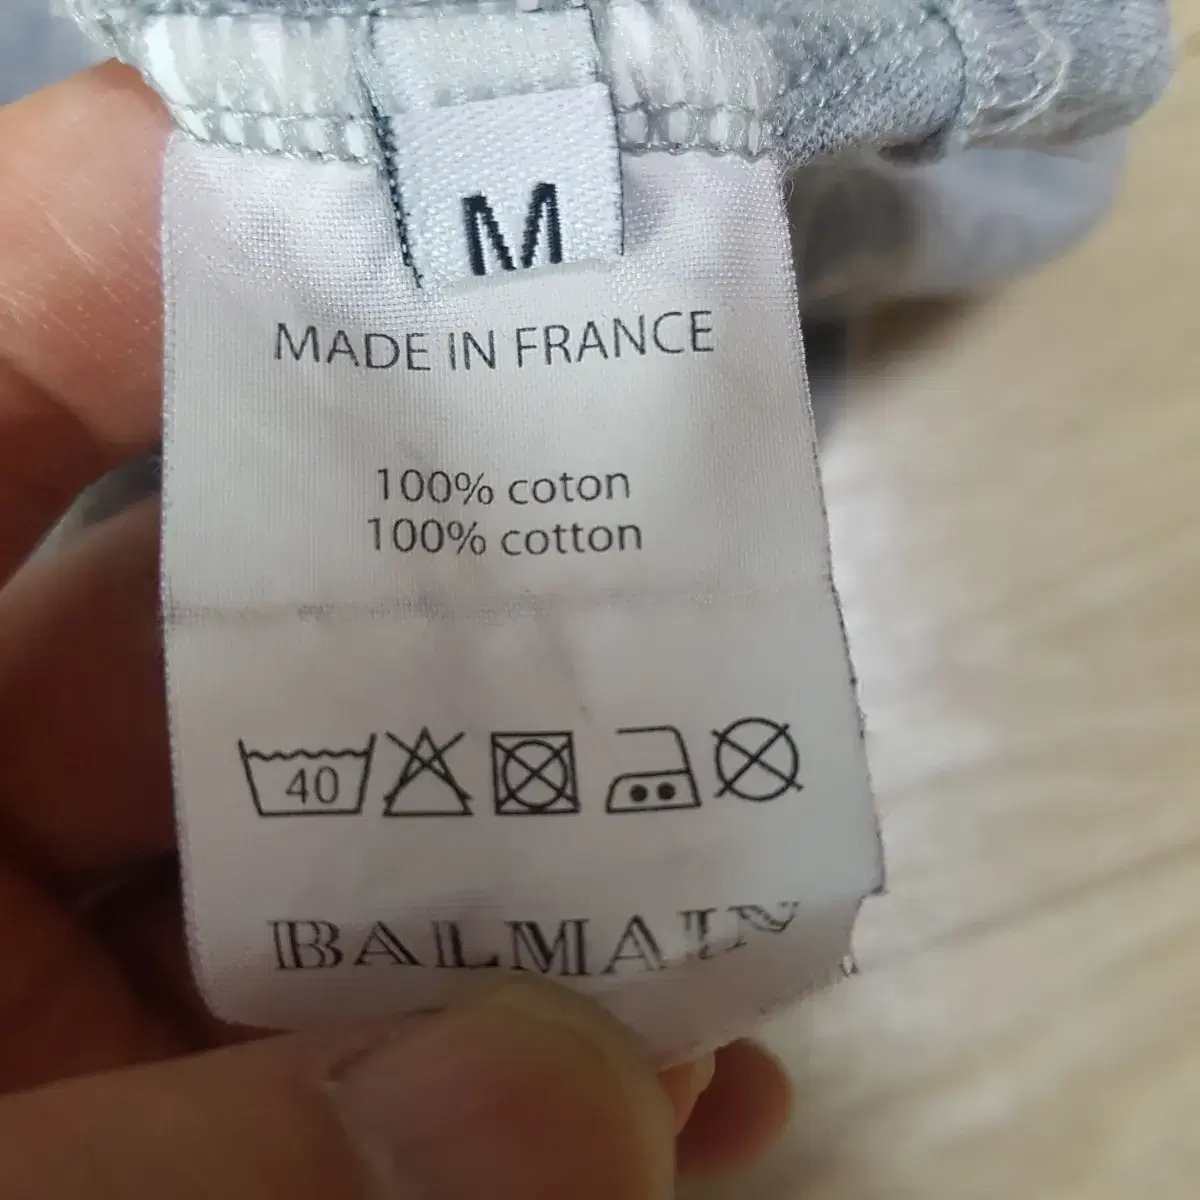 M
MADE IN FRANCE
100% coton
100% cotton
40
BALMAIN